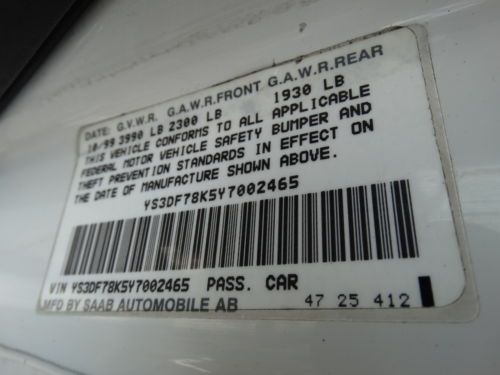 DATE: G.V.W.R. G.A.W.R.FRONT G.A.W.R.REAR
10/99 3990 LB 2300 LB 1930 LB
THIS VEHICLE CONFORMS TO ALL APPLICABLE
FEDERAL MOTOR VEHICLE SAFETY BUMPER AND
THEFT PREVENTION STANDARDS IN EFFECT ON
THE DATE OF MANUFACTURE SHOWN ABOVE.
YS3DF78K5Y7002465
VIN YS3DF78K5Y7002465 PASS. CAR
MFD BY SAAB AUTOMOBILE AB 47 25 412